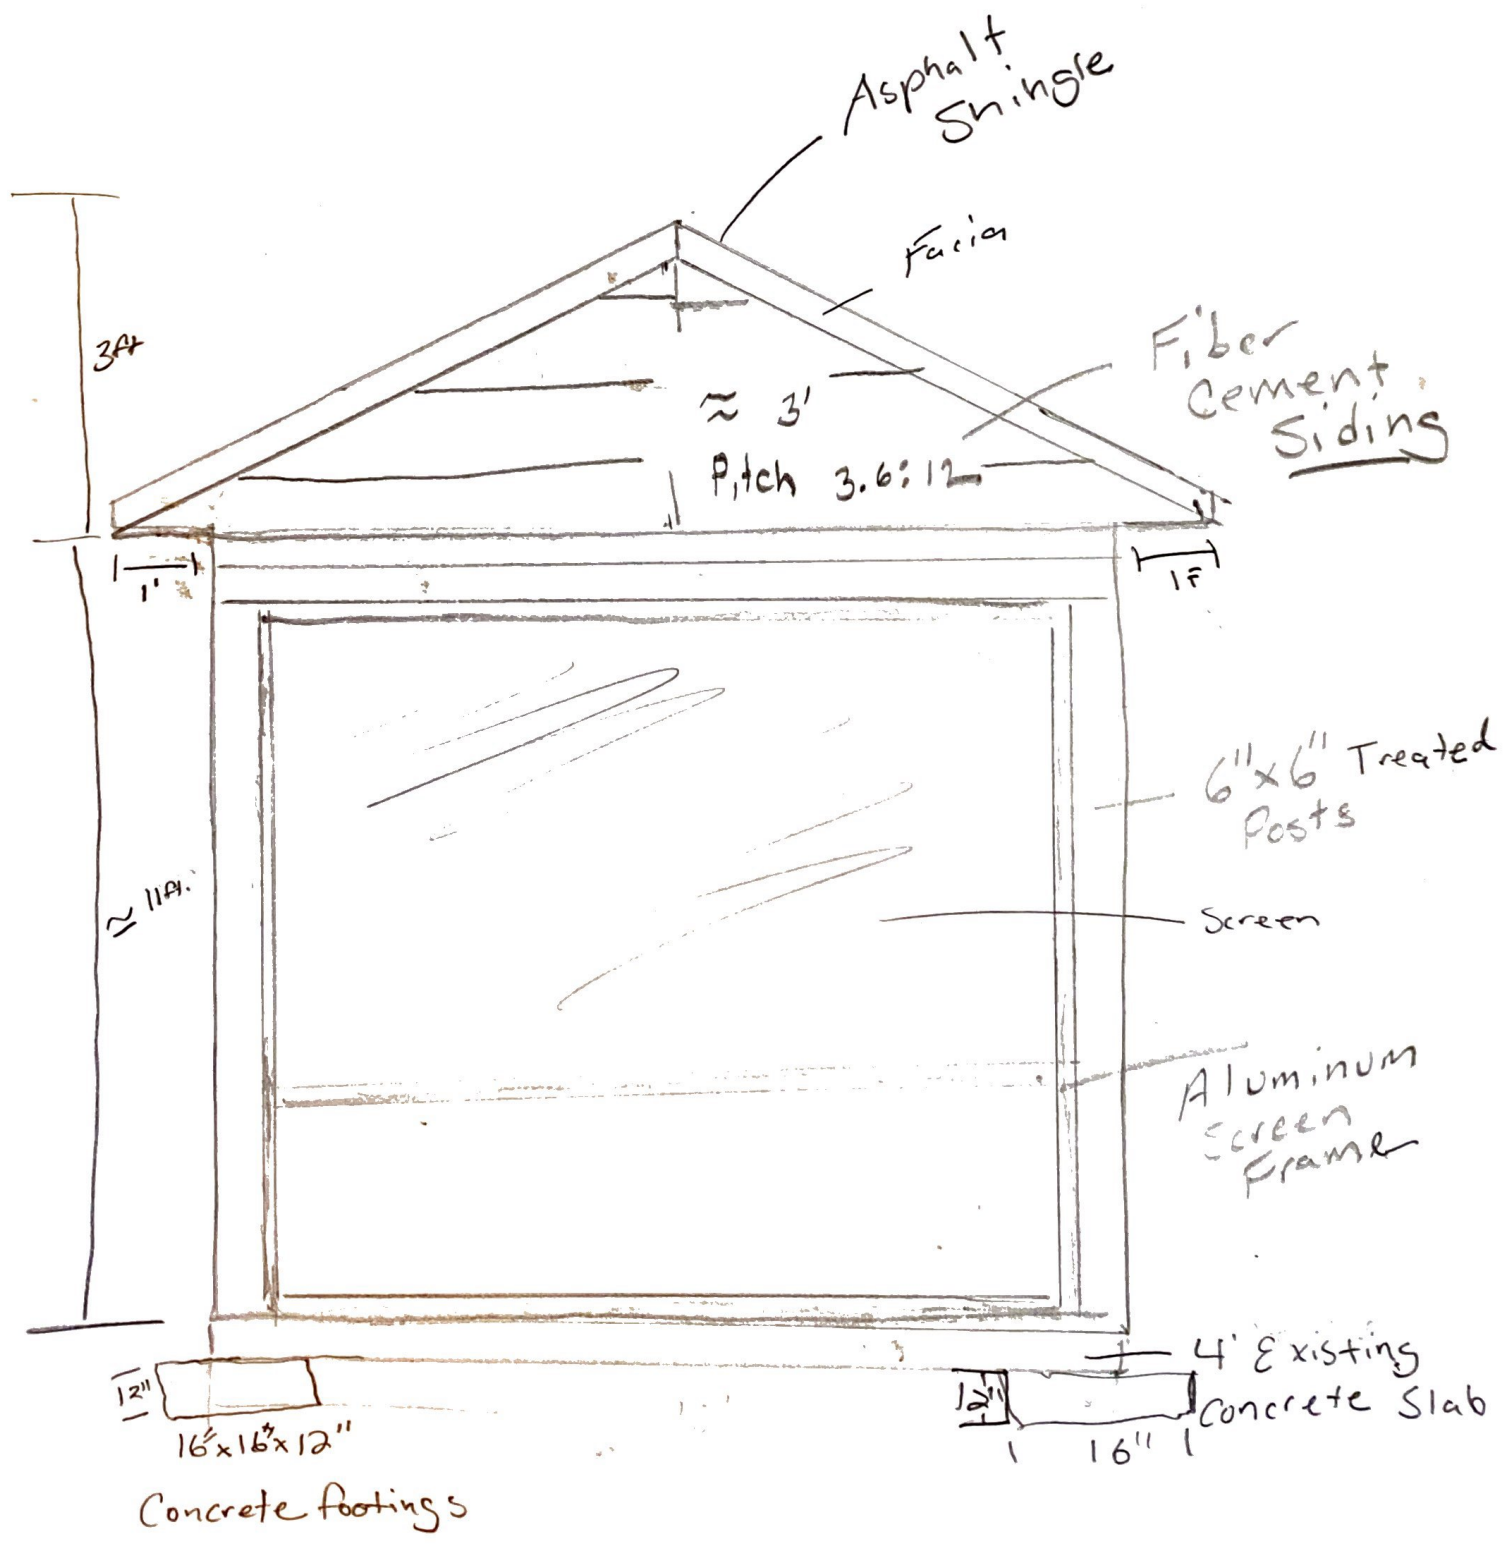 Asphalt
Shingle
Facia
3ft
Fiber
Cement
Siding
≈ 3'
Pitch 3.6:12
1'
1F
≈ 11ft.
6"x6" Treated
Posts
Screen
Aluminum
Screen
Frame
4' Existing
Concrete Slab
12"
12"
16"x16"x12"
16"
Concrete footings